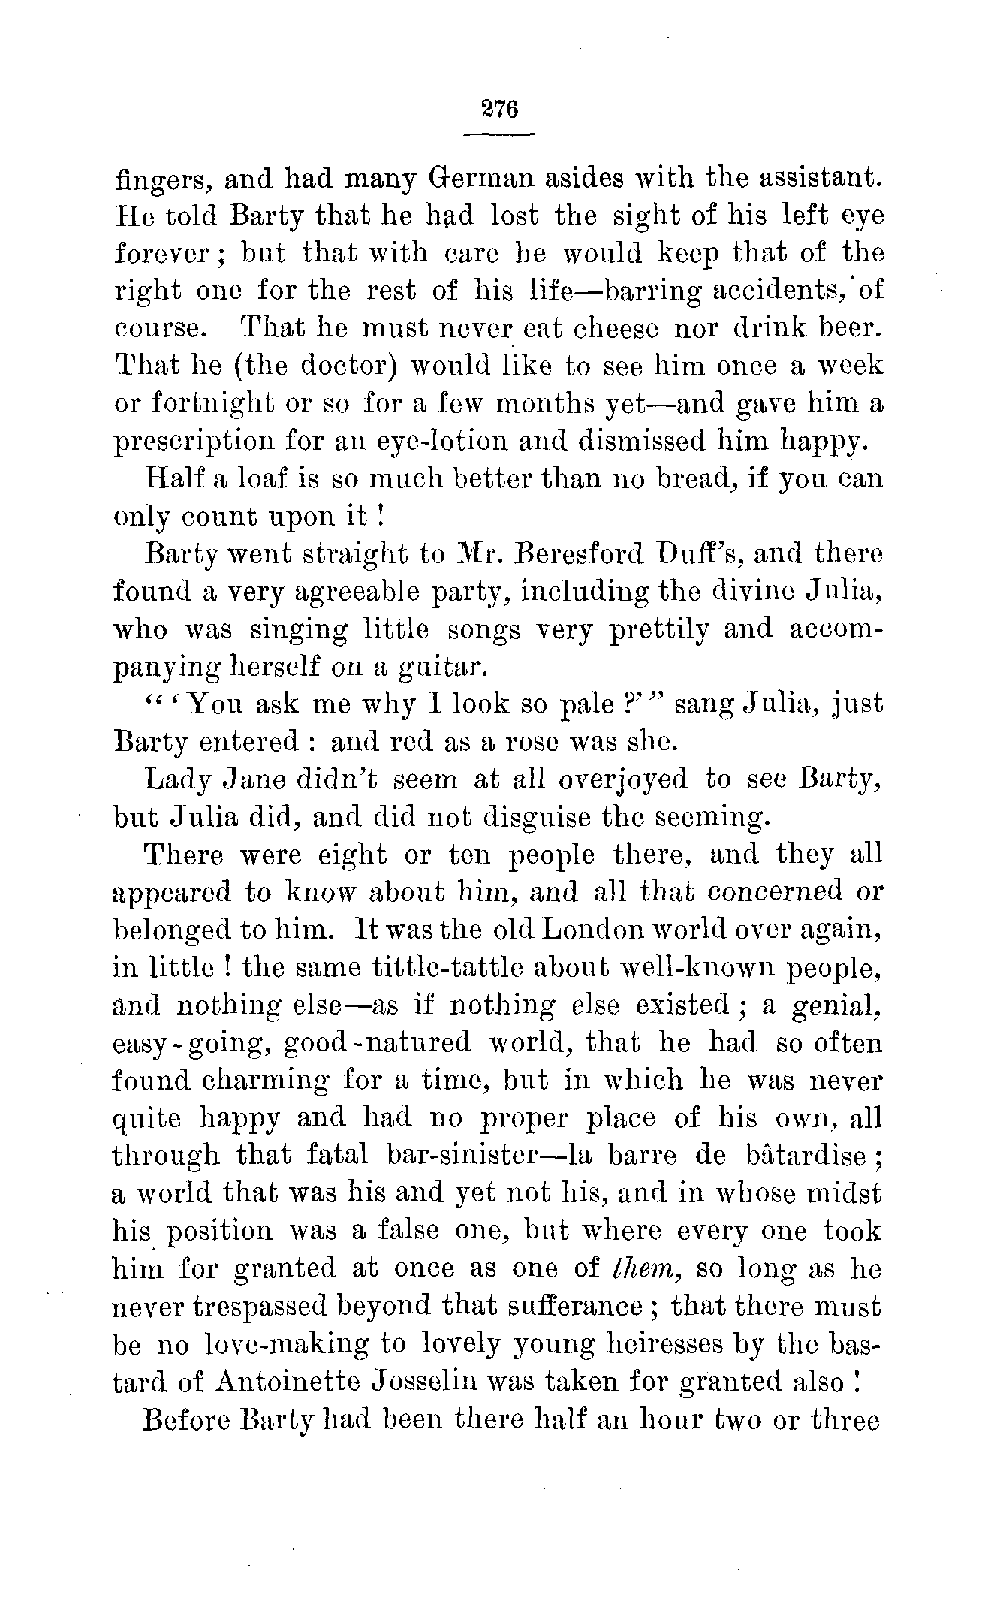 276
fingers, and had many German asides with the assistant.
He told Barty that he had lost the sight of his left eye
forever ; but that with care he would keep that of the
right one for the rest of his life—barring accidents, of
course. That he must never eat cheese nor drink beer.
That he (the doctor) would like to see him once a week
or fortnight or so for a few months yet—and gave him a
prescription for an eye-lotion and dismissed him happy.
Half a loaf is so much better than no bread, if you can
only count upon it !
Barty went straight to Mr. Beresford Duff's, and there
found a very agreeable party, including the divine Julia,
who was singing little songs very prettily and accom-
panying herself on a guitar.
“ ‘ You ask me why I look so pale ?’ ” sang Julia, just
Barty entered : and red as a rose was she.
Lady Jane didn't seem at all overjoyed to see Barty,
but Julia did, and did not disguise the seeming.
There were eight or ten people there, and they all
appeared to know about him, and all that concerned or
belonged to him. It was the old London world over again,
in little ! the same tittle-tattle about well-known people,
and nothing else—as if nothing else existed ; a genial,
easy-going, good-natured world, that he had so often
found charming for a time, but in which he was never
quite happy and had no proper place of his own, all
through that fatal bar-sinister—la barre de bâtardise ;
a world that was his and yet not his, and in whose midst
his position was a false one, but where every one took
him for granted at once as one of them, so long as he
never trespassed beyond that sufferance ; that there must
be no love-making to lovely young heiresses by the bas-
tard of Antoinette Josselin was taken for granted also !
Before Barty had been there half an hour two or three